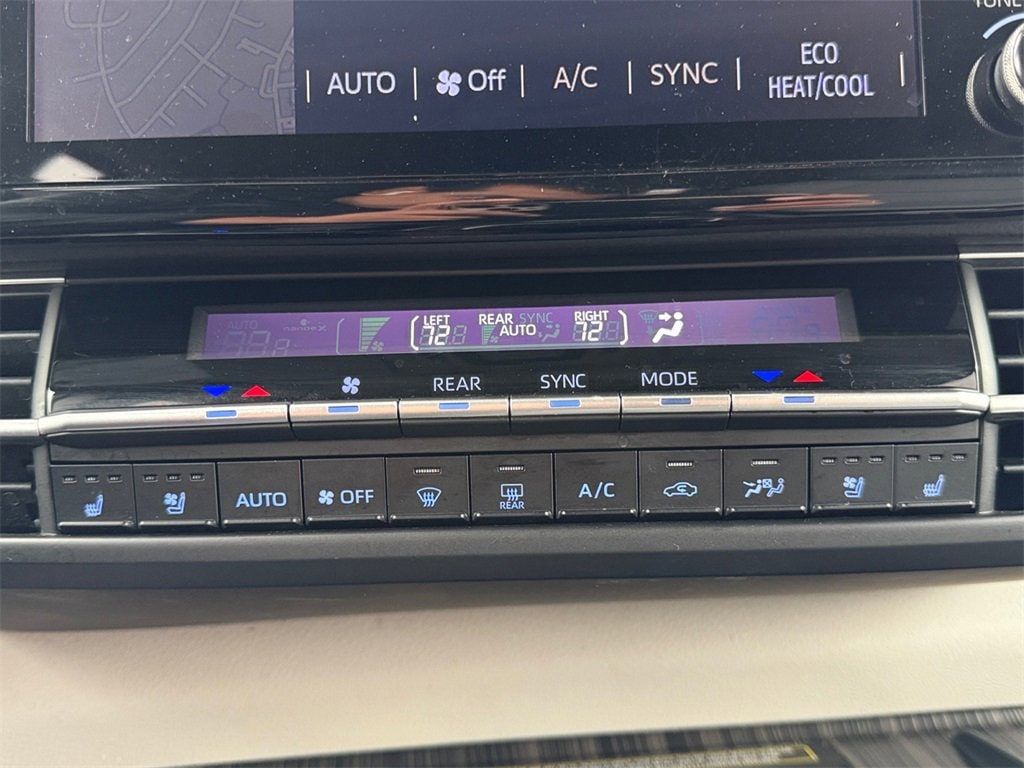 TUNE
AUTO Off A/C SYNC ECO HEAT/COOL
AUTO LEFT 72 REAR SYNC AUTO RIGHT 72
REAR SYNC MODE
AUTO OFF REAR A/C